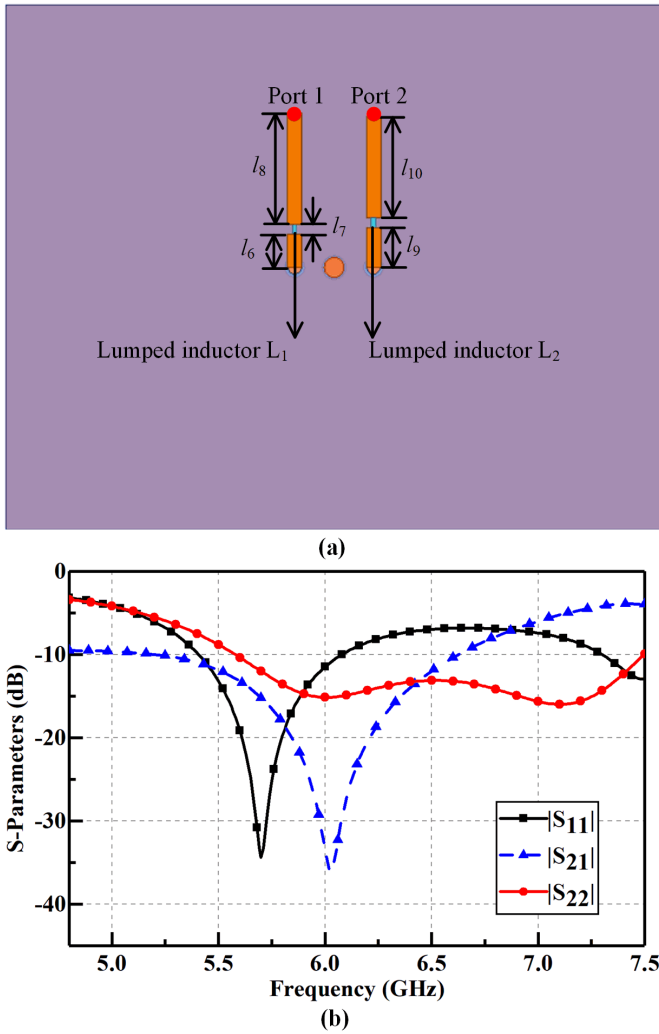 Port 1 Port 2
l8
l10
l7
l6
l9
Lumped inductor L1
Lumped inductor L2
(a)
0
-10
-20
-30
-40
S-Parameters (dB)
|S11|
|S21|
|S22|
5.0 5.5 6.0 6.5 7.0 7.5
Frequency (GHz)
(b)